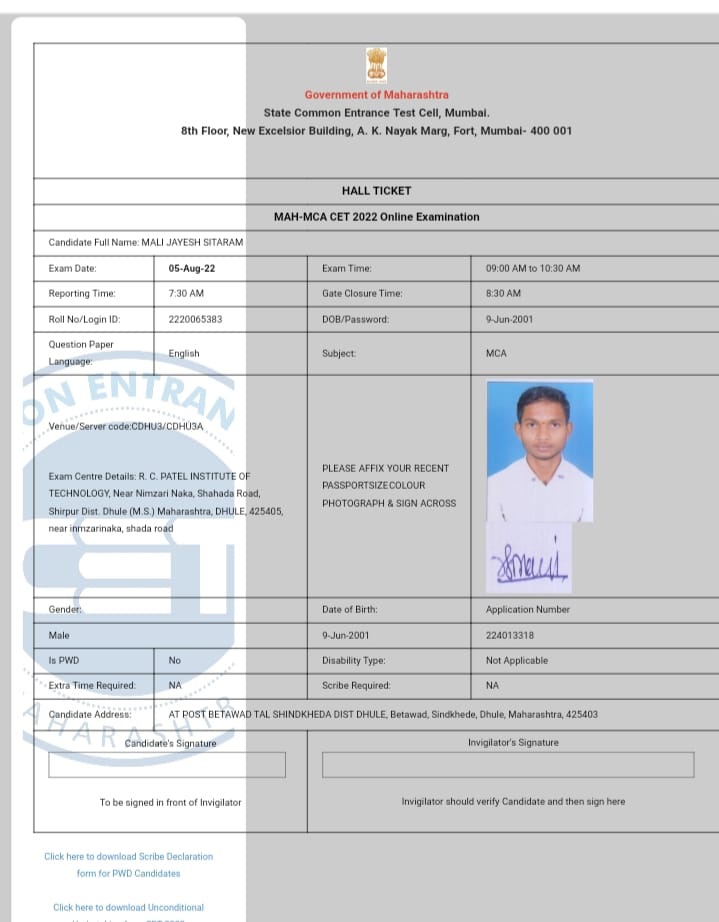 Government of Maharashtra
State Common Entrance Test Cell, Mumbai.
8th Floor, New Excelsior Building, A. K. Nayak Marg, Fort, Mumbai- 400 001
HALL TICKET
MAH-MCA CET 2022 Online Examination
Candidate Full Name: MALI JAYESH SITARAM
Exam Date: 05-Aug-22 Exam Time: 09:00 AM to 10:30 AM
Reporting Time: 7:30 AM Gate Closure Time: 8:30 AM
Roll No/Login ID: 2220065383 DOB/Password: 9-Jun-2001
Question Paper
Language: English Subject: MCA
ON ENTRAN
Venue/Server code:CDHU3/CDHU3A
Exam Centre Details: R. C. PATEL INSTITUTE OF
TECHNOLOGY, Near Nimzari Naka, Shahada Road,
Shirpur Dist. Dhule (M.S.) Maharashtra, DHULE, 425405,
near inmzarinaka, shada road
PLEASE AFFIX YOUR RECENT
PASSPORTSIZECOLOUR
PHOTOGRAPH & SIGN ACROSS
Gender: Date of Birth: Application Number
Male 9-Jun-2001 224013318
Is PWD No Disability Type: Not Applicable
Extra Time Required: NA Scribe Required: NA
Candidate Address: AT POST BETAWAD TAL SHINDKHEDA DIST DHULE, Betawad, Sindkhede, Dhule, Maharashtra, 425403
AHARASHTR
Candidate's Signature Invigilator's Signature
To be signed in front of Invigilator Invigilator should verify Candidate and then sign here
Click here to download Scribe Declaration
form for PWD Candidates
Click here to download Unconditional